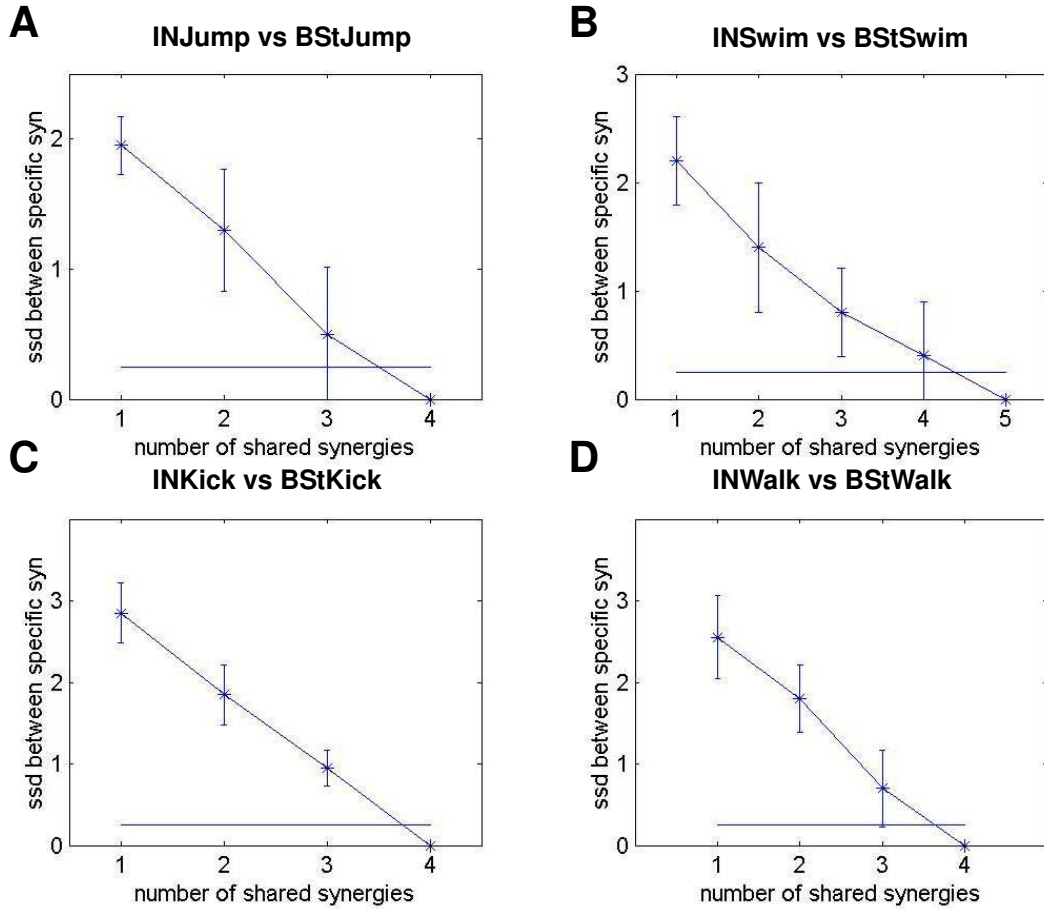 A
INJump vs BStJump
ssd between specific syn
2
1
0
1 2 3 4
number of shared synergies
B
INSwim vs BStSwim
ssd between specific syn
3
2
1
0
1 2 3 4 5
number of shared synergies
C
INKick vs BStKick
ssd between specific syn
3
2
1
0
1 2 3 4
number of shared synergies
D
INWalk vs BStWalk
ssd between specific syn
3
2
1
0
1 2 3 4
number of shared synergies